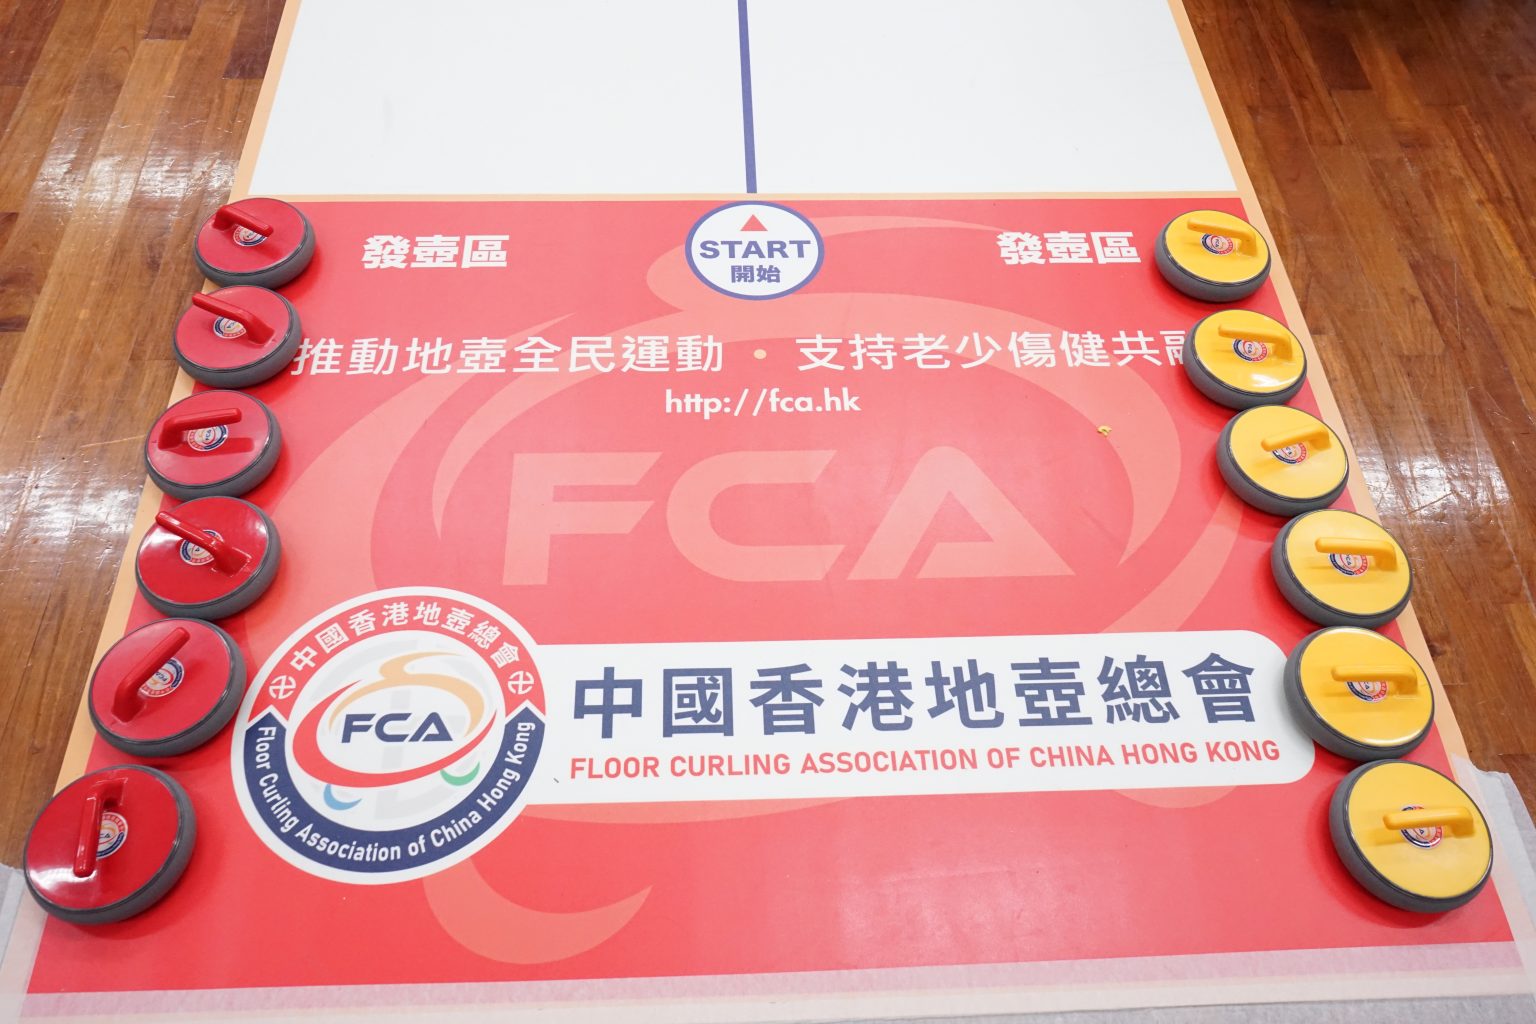 發壺區
START
開始
發壺區
推動地壺全民運動 • 支持老少傷健共融
http://fca.hk
FCA
中國香港地壺總會
FCA
Floor Curling Association of China Hong Kong
中國香港地壺總會
FLOOR CURLING ASSOCIATION OF CHINA HONG KONG